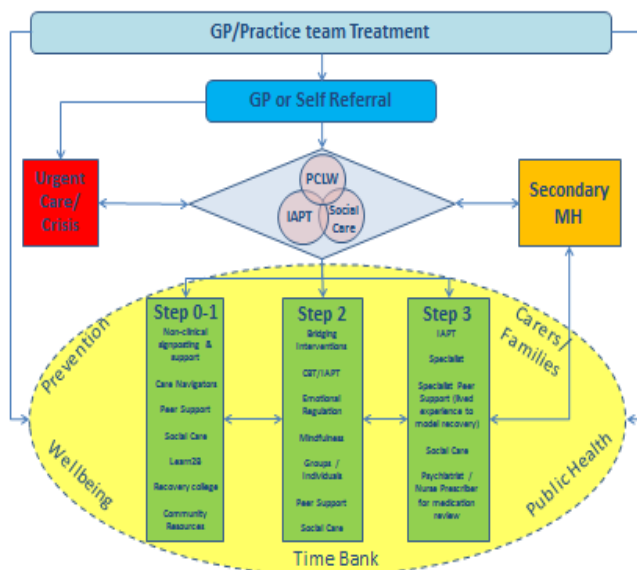 GP/Practice team Treatment
GP or Self Referral
Urgent Care/
Crisis
PCLW
IAPT
Social
Care
Secondary
MH
Prevention
Carers/
Families
Step 0-1
Non-clinical
signposting &
support
Care Navigators
Peer Support
Social Care
Learn2B
Recovery college
Community
Resources
Step 2
Bridging
Interventions
CBT/IAPT
Emotional
Regulation
Mindfulness
Groups /
Individuals
Peer Support
Social Care
Step 3
IAPT
Specialist
Specialist Peer
Support (lived
experience to
model recovery)
Social Care
Psychiatrist /
Nurse Prescriber
for medication
review
Wellbeing
Public Health
Time Bank